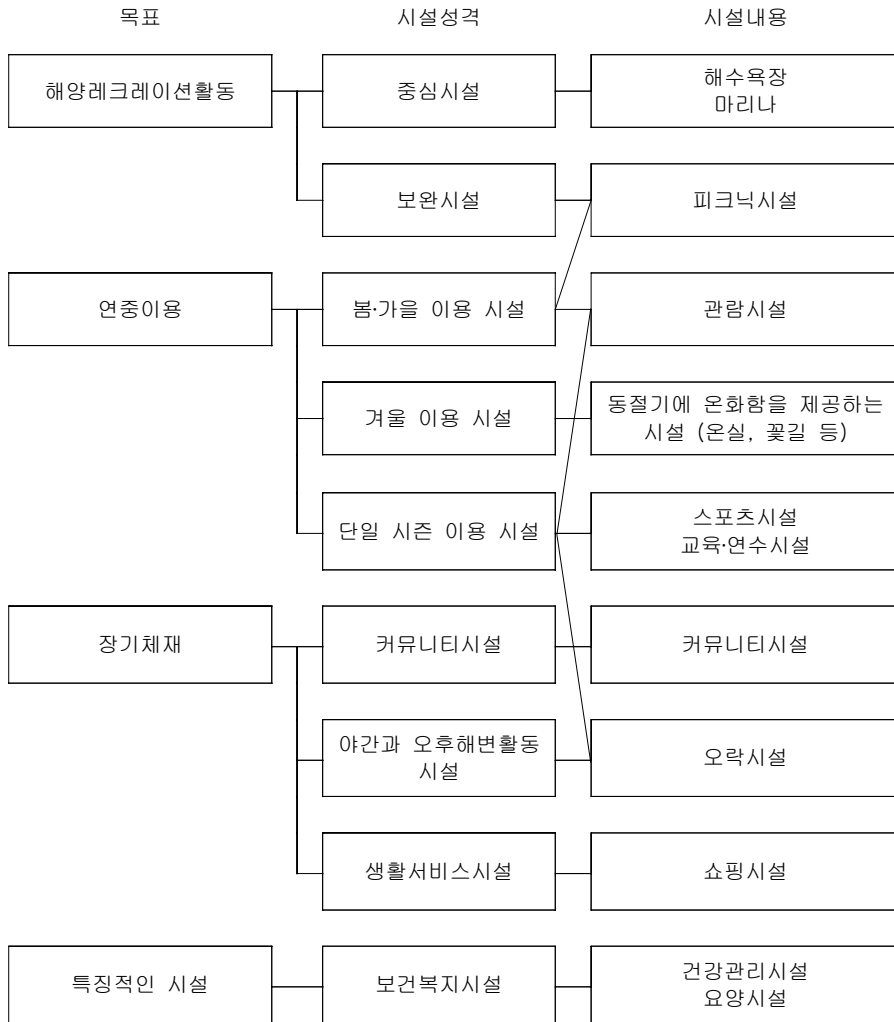 목표 시설성격 시설내용
해양레크레이션활동 중심시설 해수욕장
마리나
보완시설 피크닉시설
연중이용 봄·가을 이용 시설 관람시설
겨울 이용 시설 동절기에 온화함을 제공하는
시설 (온실, 꽃길 등)
단일 시즌 이용 시설 스포츠시설
교육·연수시설
장기체재 커뮤니티시설 커뮤니티시설
야간과 오후해변활동
시설 오락시설
생활서비스시설 쇼핑시설
특징적인 시설 보건복지시설 건강관리시설
요양시설